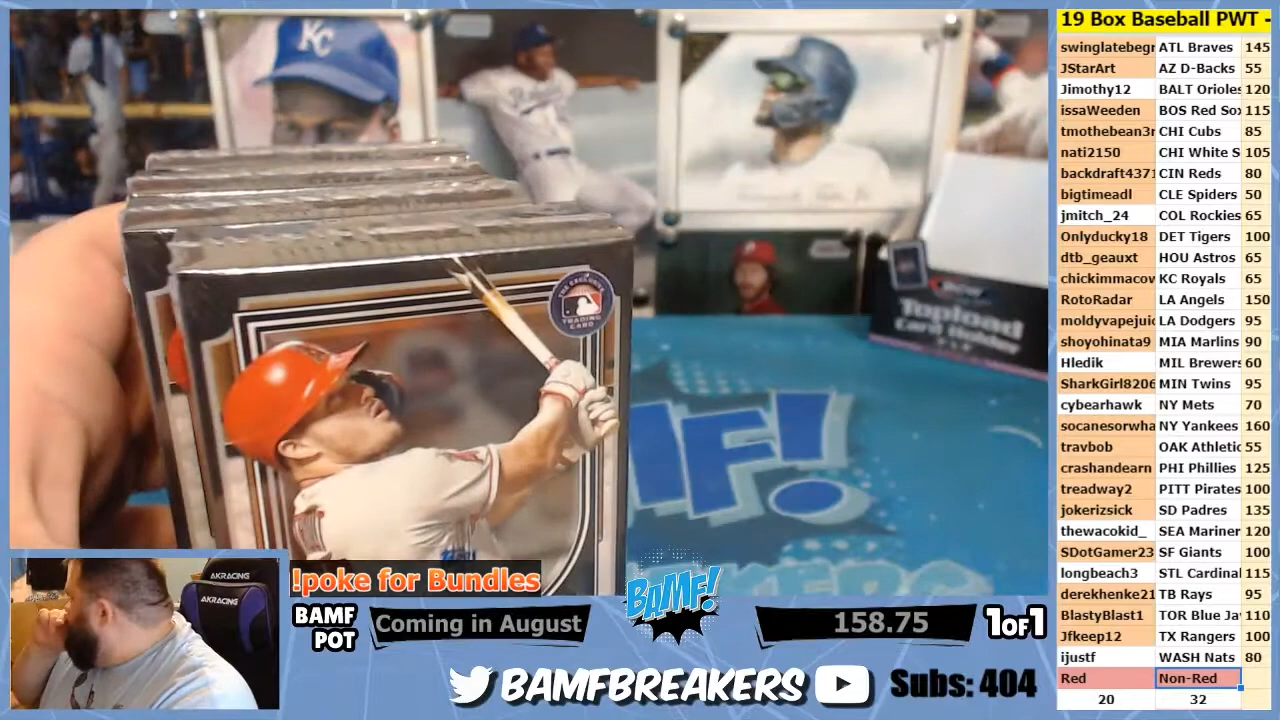 19 Box Baseball PWT -
swinglatebegr ATL Braves 145
JStarArt AZ D-Backs 55
Jimothy12 BALT Orioles 120
issaWeeden BOS Red Sox 115
tmothebean3r CHI Cubs 85
nati2150 CHI White S 105
backdraft4371 CIN Reds 80
bigtimeadl CLE Spiders 50
jmitch_24 COL Rockies 65
Onlyducky18 DET Tigers 100
dtb_geauxt HOU Astros 65
chickimmacow KC Royals 65
RotoRadar LA Angels 150
moldyvapejuic LA Dodgers 95
shoyohinata9 MIA Marlins 90
Hledik MIL Brewers 60
SharkGirl8206 MIN Twins 95
cybearhawk NY Mets 70
socanesorwha NY Yankees 160
travbob OAK Athletic 55
crashandearn PHI Phillies 125
treadway2 PITT Pirates 100
jokerizsick SD Padres 135
thewacokid_ SEA Mariner 120
SDotGamer23 SF Giants 100
longbeach3 STL Cardinal 115
derekhenke21 TB Rays 95
BlastyBlast1 TOR Blue Ja 110
Jfkeep12 TX Rangers 100
ijustf WASH Nats 80
Red Non-Red
20 32
KC
TRADING
CARD
Topload
Card Holder
MF!
AKRACING
AKRACING
!poke for Bundles
BAMF
POT
Coming in August
BAMF!
158.75
1OF1
BAMFBREAKERS
Subs: 404